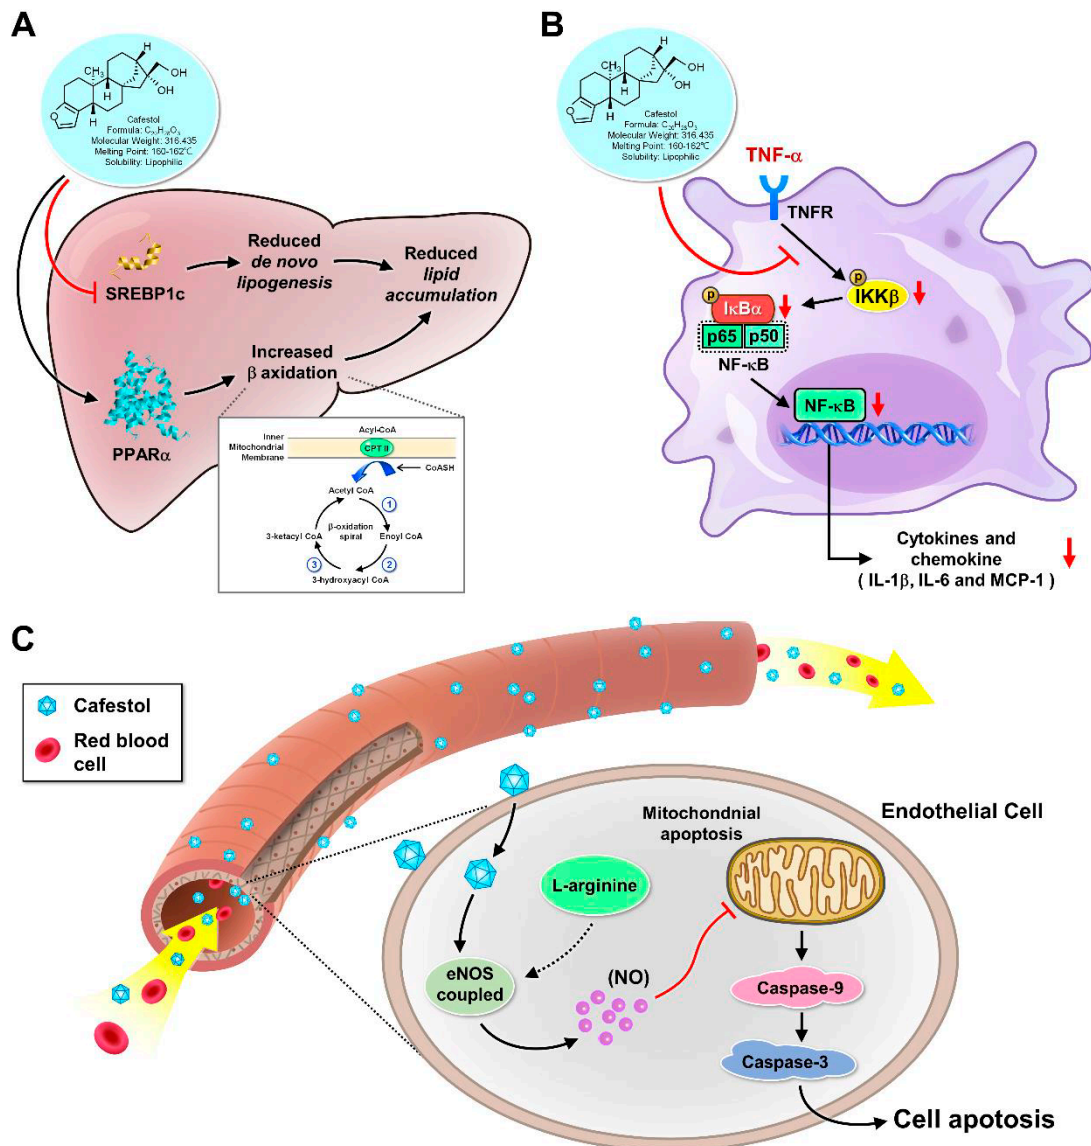 A
CH₃
H
H
H
OH
OH
O
Cafestol
Formula: C₂₀H₂₈O₃
Molecular Weight: 316.435
Melting Point: 160-162℃
Solubility: Lipophilic
SREBP1c
Reduced
de novo
lipogenesis
Reduced
lipid
accumulation
PPARα
Increased
β axidation
Inner
Mitochondrial
Membrane
Acyl-CoA
CPT II
CoASH
Acetyl CoA
1
β-oxidation
spiral
3-ketacyl CoA
Enoyl CoA
3
2
3-hydroxyacyl CoA
B
CH₃
H
H
H
OH
OH
O
Cafestol
Formula: C₂₀H₂₈O₃
Molecular Weight: 316.435
Melting Point: 160-162℃
Solubility: Lipophilic
TNF-α
TNFR
p
IKKβ
p
IκBα
p65 p50
NF-κB
NF-κB
Cytokines and
chemokine
( IL-1β, IL-6 and MCP-1 )
C
Cafestol
Red blood
cell
Endothelial Cell
Mitochondnial
apoptosis
L-arginine
eNOS
coupled
(NO)
Caspase-9
Caspase-3
Cell apotosis